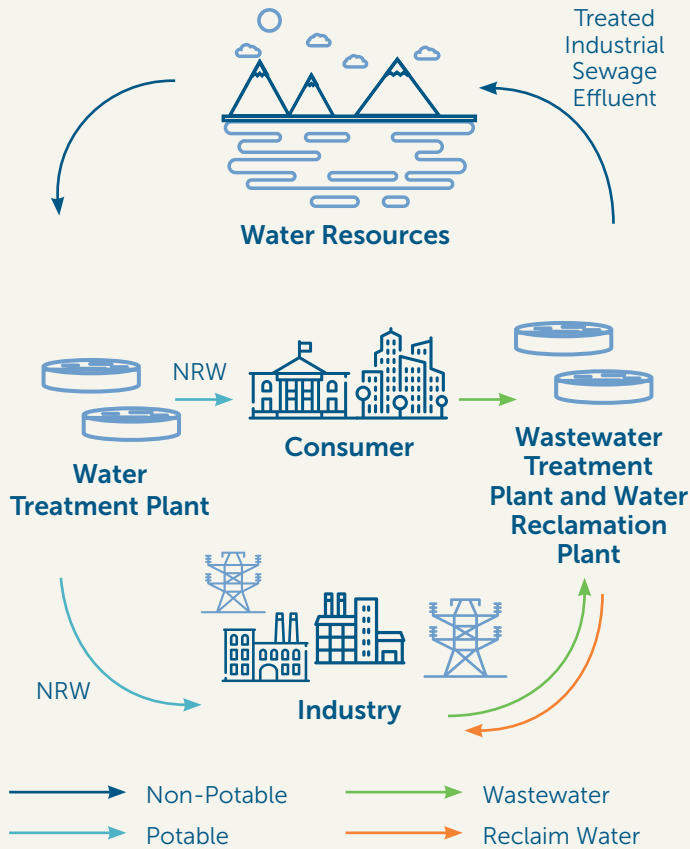 Treated
Industrial
Sewage
Effluent
Water Resources
NRW
Consumer
Water
Treatment Plant
Wastewater
Treatment
Plant and Water
Reclamation
Plant
NRW
Industry
Non-Potable
Wastewater
Potable
Reclaim Water